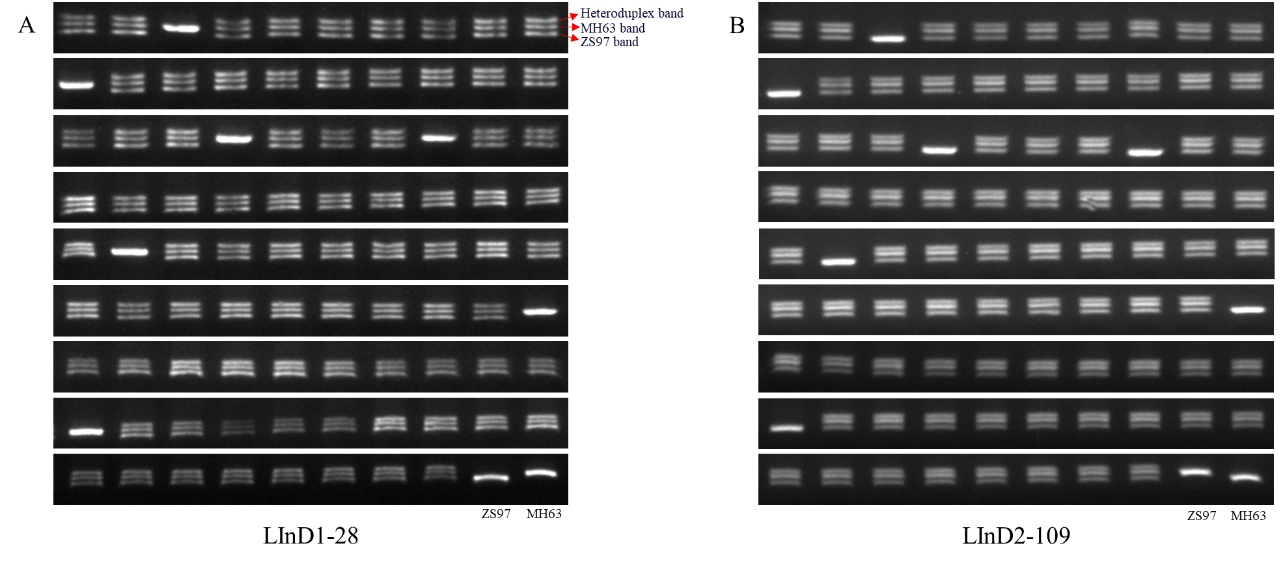 A
Heteroduplex band
MH63 band
ZS97 band
B
ZS97 MH63
ZS97 MH63
LInD1-28
LInD2-109